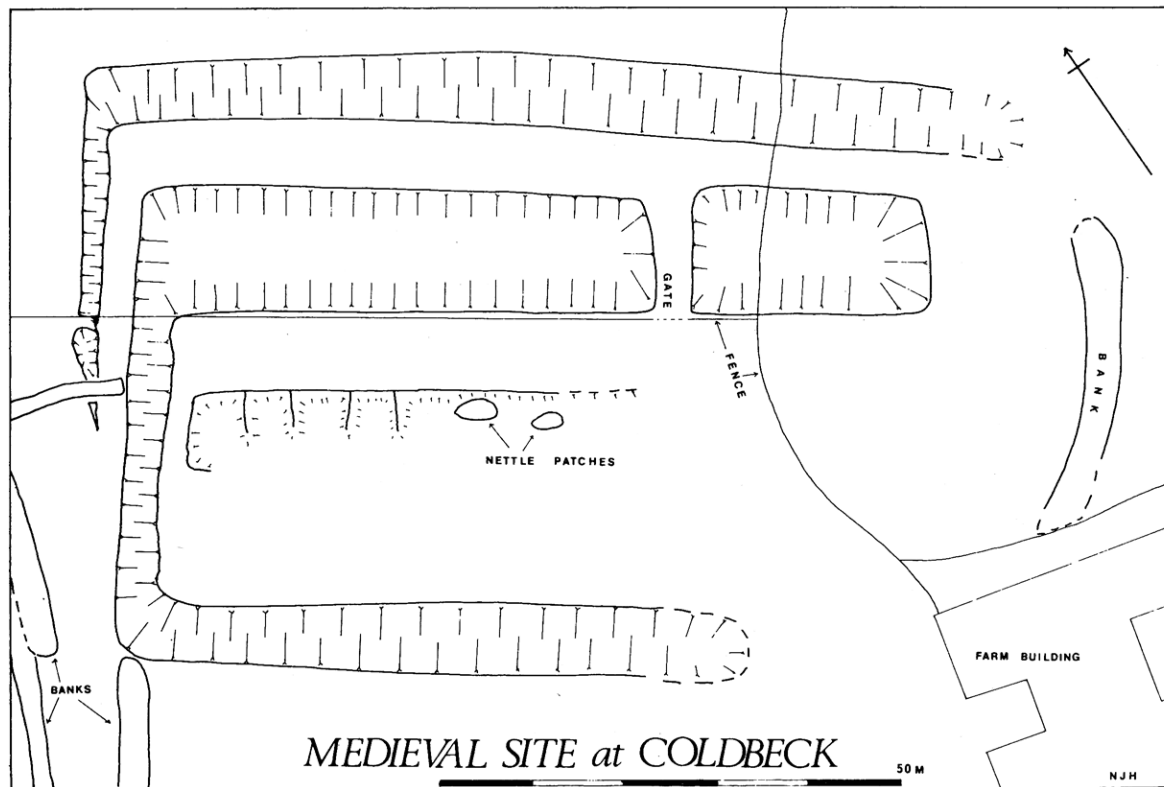 GATE
FENCE
BANK
NETTLE PATCHES
FARM BUILDING
BANKS
MEDIEVAL SITE at COLDBECK
50 M
NJH